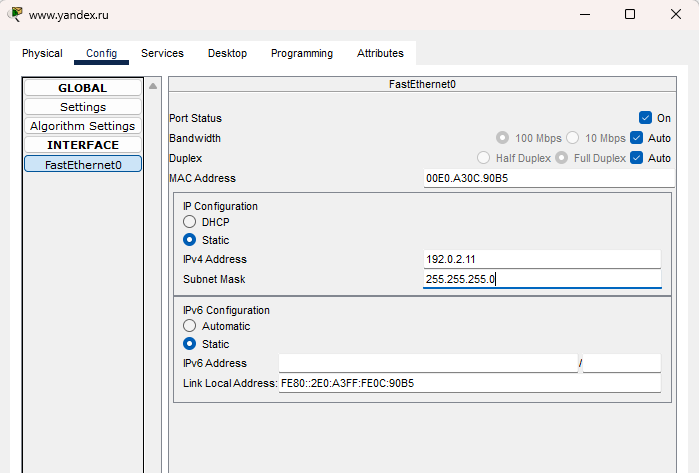 www.yandex.ru
Physical Config Services Desktop Programming Attributes
GLOBAL
Settings
Algorithm Settings
INTERFACE
FastEthernet0
FastEthernet0
Port Status On
Bandwidth 100 Mbps 10 Mbps Auto
Duplex Half Duplex Full Duplex Auto
MAC Address 00E0.A30C.90B5
IP Configuration
DHCP
Static
IPv4 Address 192.0.2.11
Subnet Mask 255.255.255.0
IPv6 Configuration
Automatic
Static
IPv6 Address /
Link Local Address: FE80::2E0:A3FF:FE0C:90B5